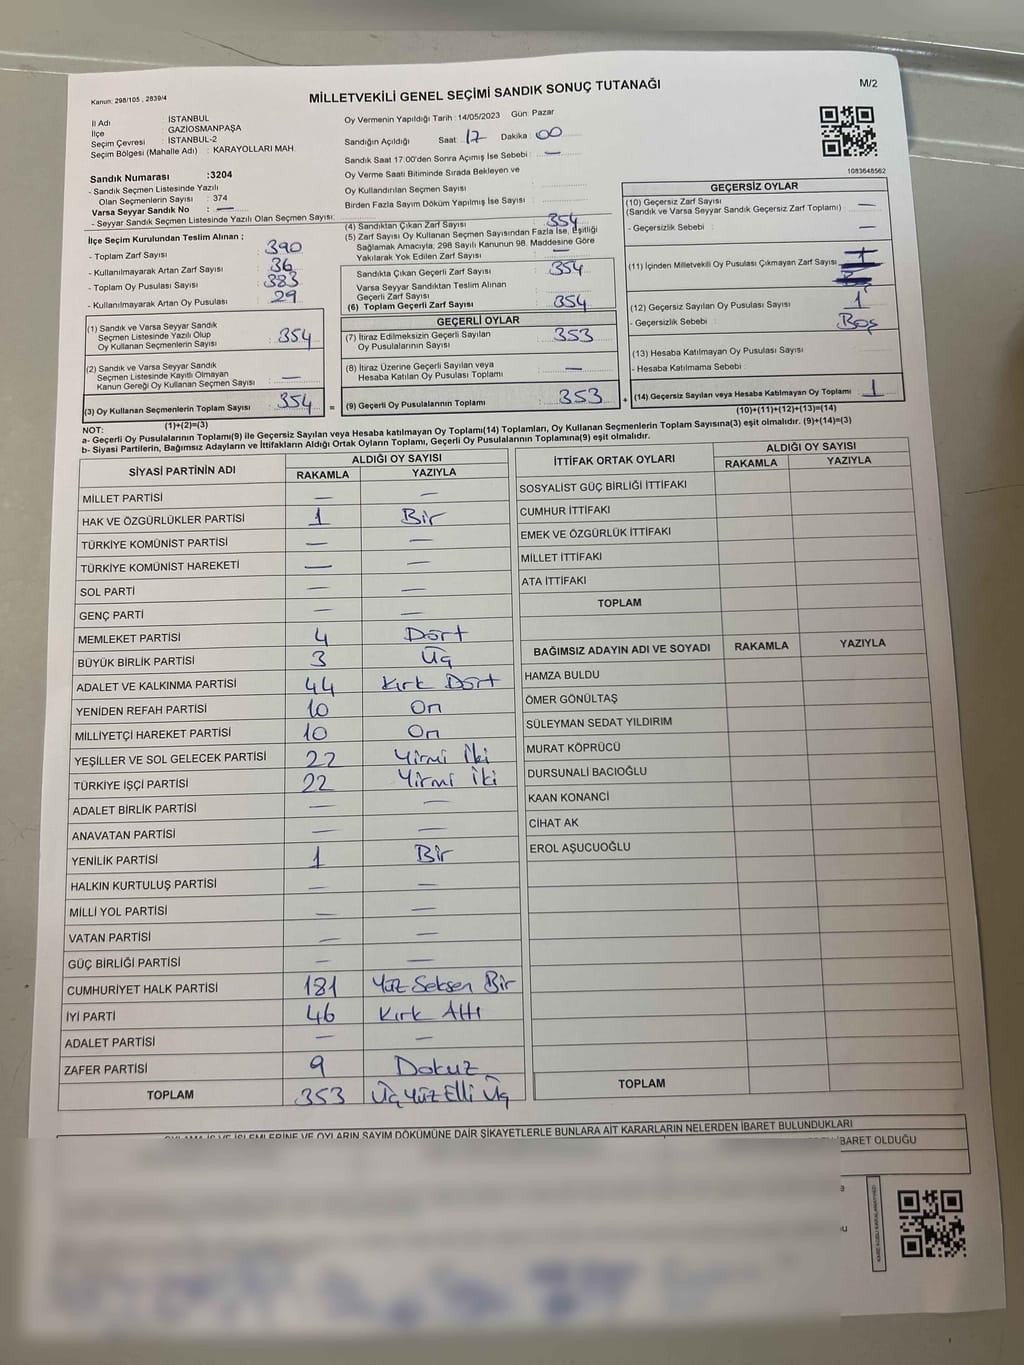 Kanun: 298/105 , 2839/4
MİLLETVEKİLİ GENEL SEÇİMİ SANDIK SONUÇ TUTANAĞI
M/2
İl Adı : İSTANBUL
İlçe : GAZİOSMANPAŞA
Seçim Çevresi : İSTANBUL-2
Seçim Bölgesi (Mahalle Adı) : KARAYOLLARI MAH.
Sandık Numarası :3204
- Sandık Seçmen Listesinde Yazılı
Olan Seçmenlerin Sayısı : 374
Varsa Seyyar Sandık No : —
- Seyyar Sandık Seçmen Listesinde Yazılı Olan Seçmen Sayısı:
Oy Vermenin Yapıldığı Tarih : 14/05/2023 Gün: Pazar
Sandığın Açıldığı Saat : 17 Dakika : 00
Sandık Saat 17:00'den Sonra Açımış İse Sebebi : —
Oy Verme Saati Bitiminde Sırada Bekleyen ve
Oy Kullandırılan Seçmen Sayısı
Birden Fazla Sayım Döküm Yapılmış İse Sayısı :
1083648562
İlçe Seçim Kurulundan Teslim Alınan :
- Toplam Zarf Sayısı : 390
- Kullanılmayarak Artan Zarf Sayısı : 36
- Toplam Oy Pusulası Sayısı : 383
- Kullanılmayarak Artan Oy Pusulası : 29
(1) Sandık ve Varsa Seyyar Sandık
Seçmen Listesinde Yazılı Olup
Oy Kullanan Seçmenlerin Sayısı : 354
(2) Sandık ve Varsa Seyyar Sandık
Seçmen Listesinde Kayıtlı Olmayan
Kanun Gereği Oy Kullanan Seçmen Sayısı : —
(3) Oy Kullanan Seçmenlerin Toplam Sayısı : 354
(1)+(2)=(3)
(4) Sandıktan Çıkan Zarf Sayısı : 354
(5) Zarf Sayısı Oy Kullanan Seçmen Sayısından Fazla İse, Eşitliği
Sağlamak Amacıyla; 298 Sayılı Kanunun 98. Maddesine Göre
Yakılarak Yok Edilen Zarf Sayısı : —
Sandıkta Çıkan Geçerli Zarf Sayısı : 354
Varsa Seyyar Sandıktan Teslim Alınan
Geçerli Zarf Sayısı :
(6) Toplam Geçerli Zarf Sayısı : 354
GEÇERLİ OYLAR
(7) İtiraz Edilmeksizin Geçerli Sayılan
Oy Pusulalarının Sayısı : 353
(8) İtiraz Üzerine Geçerli Sayılan veya
Hesaba Katılan Oy Pusulası Toplamı : —
= (9) Geçerli Oy Pusulalarının Toplamı : 353
GEÇERSİZ OYLAR
(10) Geçersiz Zarf Sayısı
(Sandık ve Varsa Seyyar Sandık Geçersiz Zarf Toplamı) : —
- Geçersizlik Sebebi : —
(11) İçinden Milletvekili Oy Pusulası Çıkmayan Zarf Sayısı :
(12) Geçersiz Sayılan Oy Pusulası Sayısı : 1
- Geçersizlik Sebebi : Boş
(13) Hesaba Katılmayan Oy Pusulası Sayısı :
- Hesaba Katılmama Sebebi :
+ (14) Geçersiz Sayılan veya Hesaba Katılmayan Oy Toplamı : 1
(10)+(11)+(12)+(13)=(14)
NOT:
a- Geçerli Oy Pusulalarının Toplamı(9) ile Geçersiz Sayılan veya Hesaba katılmayan Oy Toplamı(14) Toplamları, Oy Kullanan Seçmenlerin Toplam Sayısına(3) eşit olmalıdır. (9)+(14)=(3)
b- Siyasi Partilerin, Bağımsız Adayların ve İttifakların Aldığı Ortak Oyların Toplamı, Geçerli Oy Pusulalarının Toplamına(9) eşit olmalıdır.
SİYASİ PARTİNİN ADI ALDIĞI OY SAYISI
RAKAMLA YAZIYLA
MİLLET PARTİSİ — —
HAK VE ÖZGÜRLÜKLER PARTİSİ 1 Bir
TÜRKİYE KOMÜNİST PARTİSİ — —
TÜRKİYE KOMÜNİST HAREKETİ — —
SOL PARTİ — —
GENÇ PARTİ — —
MEMLEKET PARTİSİ 4 Dört
BÜYÜK BİRLİK PARTİSİ 3 Üç
ADALET VE KALKINMA PARTİSİ 44 Kırk Dört
YENİDEN REFAH PARTİSİ 10 On
MİLLİYETÇİ HAREKET PARTİSİ 10 On
YEŞİLLER VE SOL GELECEK PARTİSİ 22 Yirmi İki
TÜRKİYE İŞÇİ PARTİSİ 22 Yirmi İki
ADALET BİRLİK PARTİSİ — —
ANAVATAN PARTİSİ — —
YENİLİK PARTİSİ 1 Bir
HALKIN KURTULUŞ PARTİSİ — —
MİLLİ YOL PARTİSİ — —
VATAN PARTİSİ — —
GÜÇ BİRLİĞİ PARTİSİ — —
CUMHURİYET HALK PARTİSİ 181 Yüz Seksen Bir
İYİ PARTİ 46 Kırk Altı
ADALET PARTİSİ — —
ZAFER PARTİSİ 9 Dokuz
TOPLAM 353 Üç Yüz Elli Üç
İTTİFAK ORTAK OYLARI ALDIĞI OY SAYISI
RAKAMLA YAZIYLA
SOSYALİST GÜÇ BİRLİĞİ İTTİFAKI
CUMHUR İTTİFAKI
EMEK VE ÖZGÜRLÜK İTTİFAKI
MİLLET İTTİFAKI
ATA İTTİFAKI
TOPLAM
BAĞIMSIZ ADAYIN ADI VE SOYADI RAKAMLA YAZIYLA
HAMZA BULDU
ÖMER GÖNÜLTAŞ
SÜLEYMAN SEDAT YILDIRIM
MURAT KÖPRÜCÜ
DURSUNALİ BACIOĞLU
KAAN KONANCİ
CİHAT AK
EROL AŞUCUOĞLU
TOPLAM
OYLAMA İŞ VE İŞLEMLERİNE VE OYLARIN SAYIM DÖKÜMÜNE DAİR ŞİKAYETLERLE BUNLARA AİT KARARLARIN NELERDEN İBARET BULUNDUKLARI
İBARET OLDUĞU